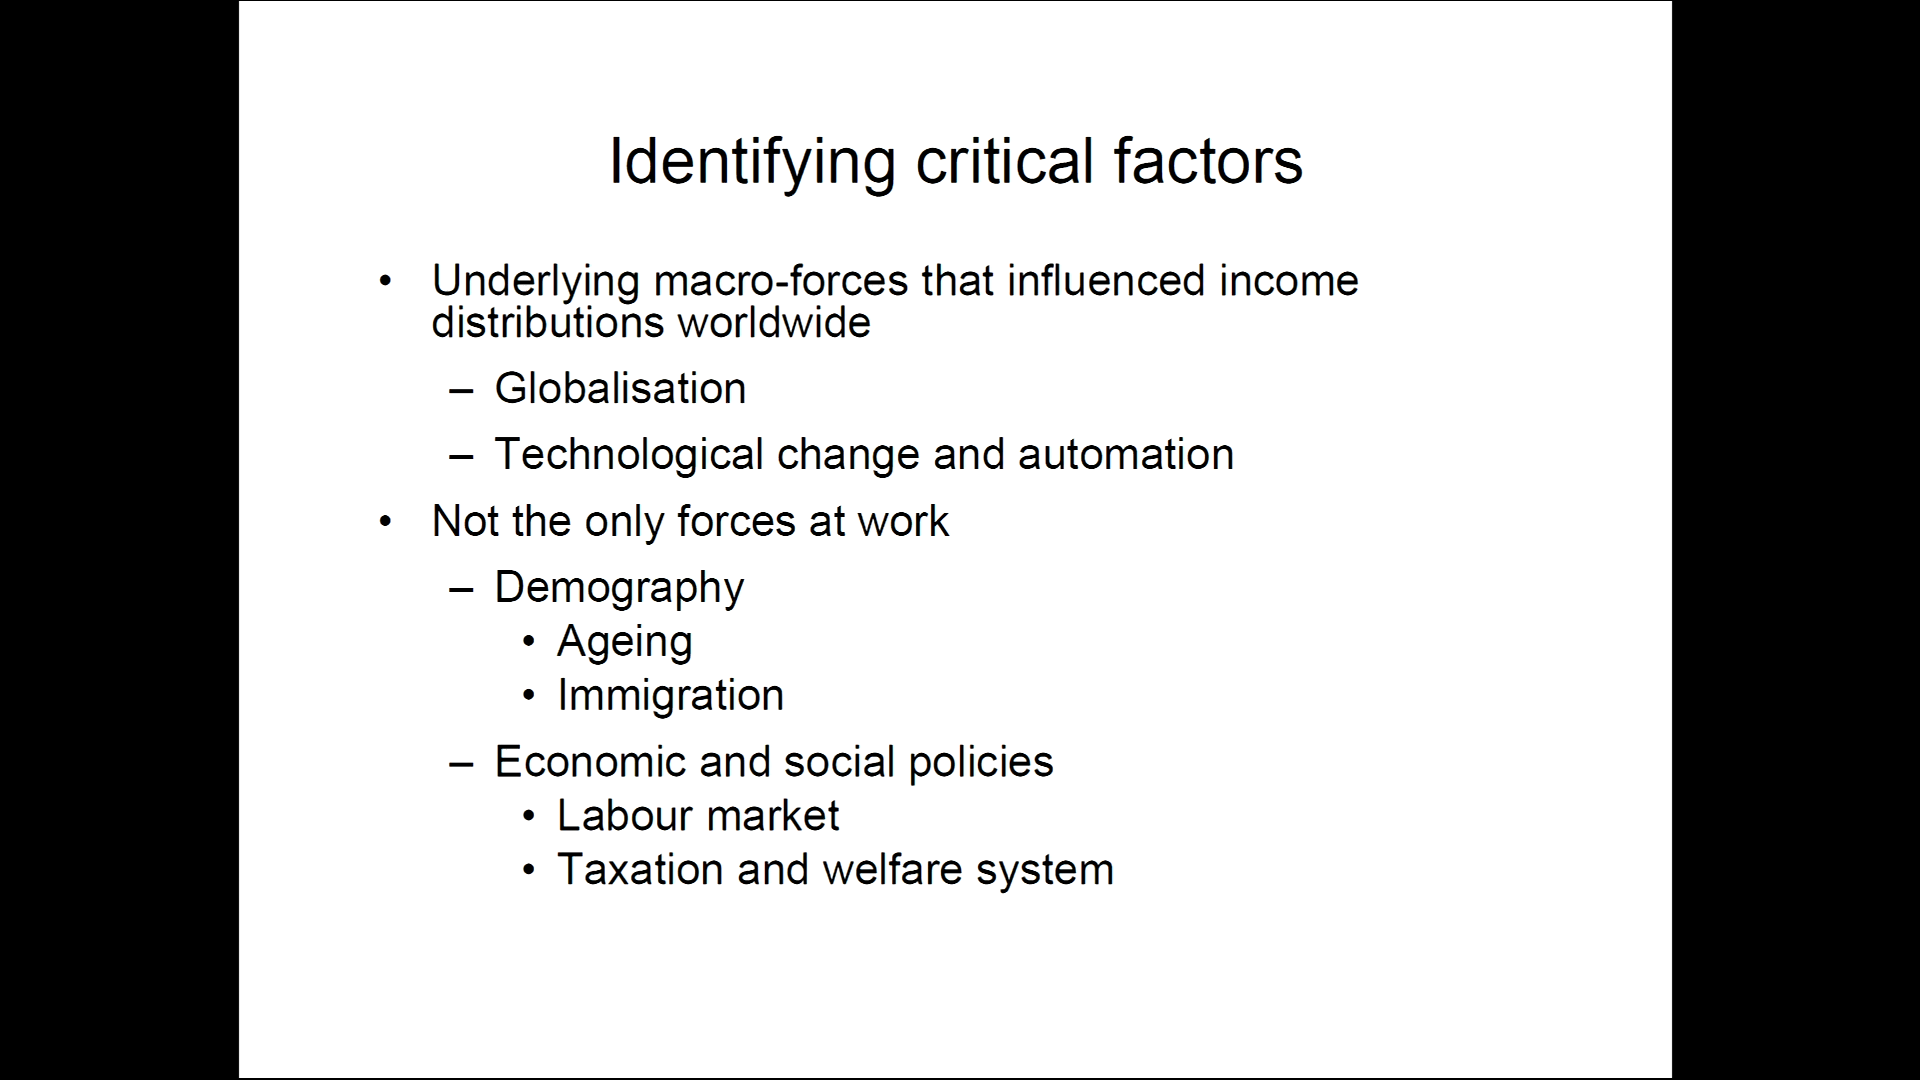 Identifying critical factors
• Underlying macro-forces that influenced income
distributions worldwide
– Globalisation
– Technological change and automation
• Not the only forces at work
– Demography
• Ageing
• Immigration
– Economic and social policies
• Labour market
• Taxation and welfare system